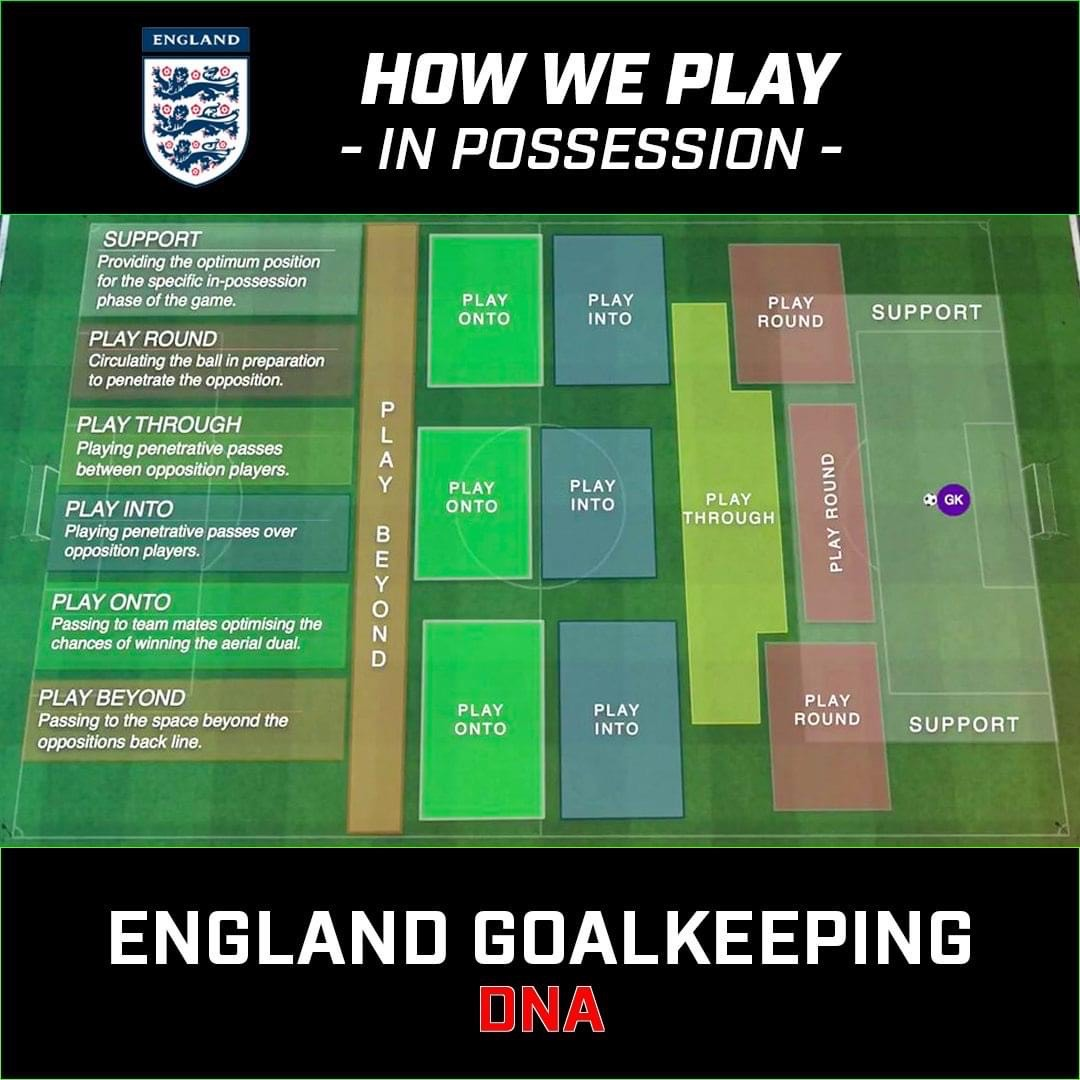 ENGLAND
HOW WE PLAY
- IN POSSESSION -
SUPPORT
Providing the optimum position
for the specific in-possession
phase of the game.
PLAY ROUND
Circulating the ball in preparation
to penetrate the opposition.
PLAY THROUGH
Playing penetrative passes
between opposition players.
PLAY INTO
Playing penetrative passes over
opposition players.
PLAY ONTO
Passing to team mates optimising the
chances of winning the aerial dual.
PLAY BEYOND
Passing to the space beyond the
oppositions back line.
PLAY BEYOND
PLAY
ONTO
PLAY
INTO
PLAY
ROUND
SUPPORT
PLAY
ONTO
PLAY
INTO
PLAY
THROUGH
PLAY ROUND
GK
PLAY
ONTO
PLAY
INTO
PLAY
ROUND
SUPPORT
ENGLAND GOALKEEPING
DNA